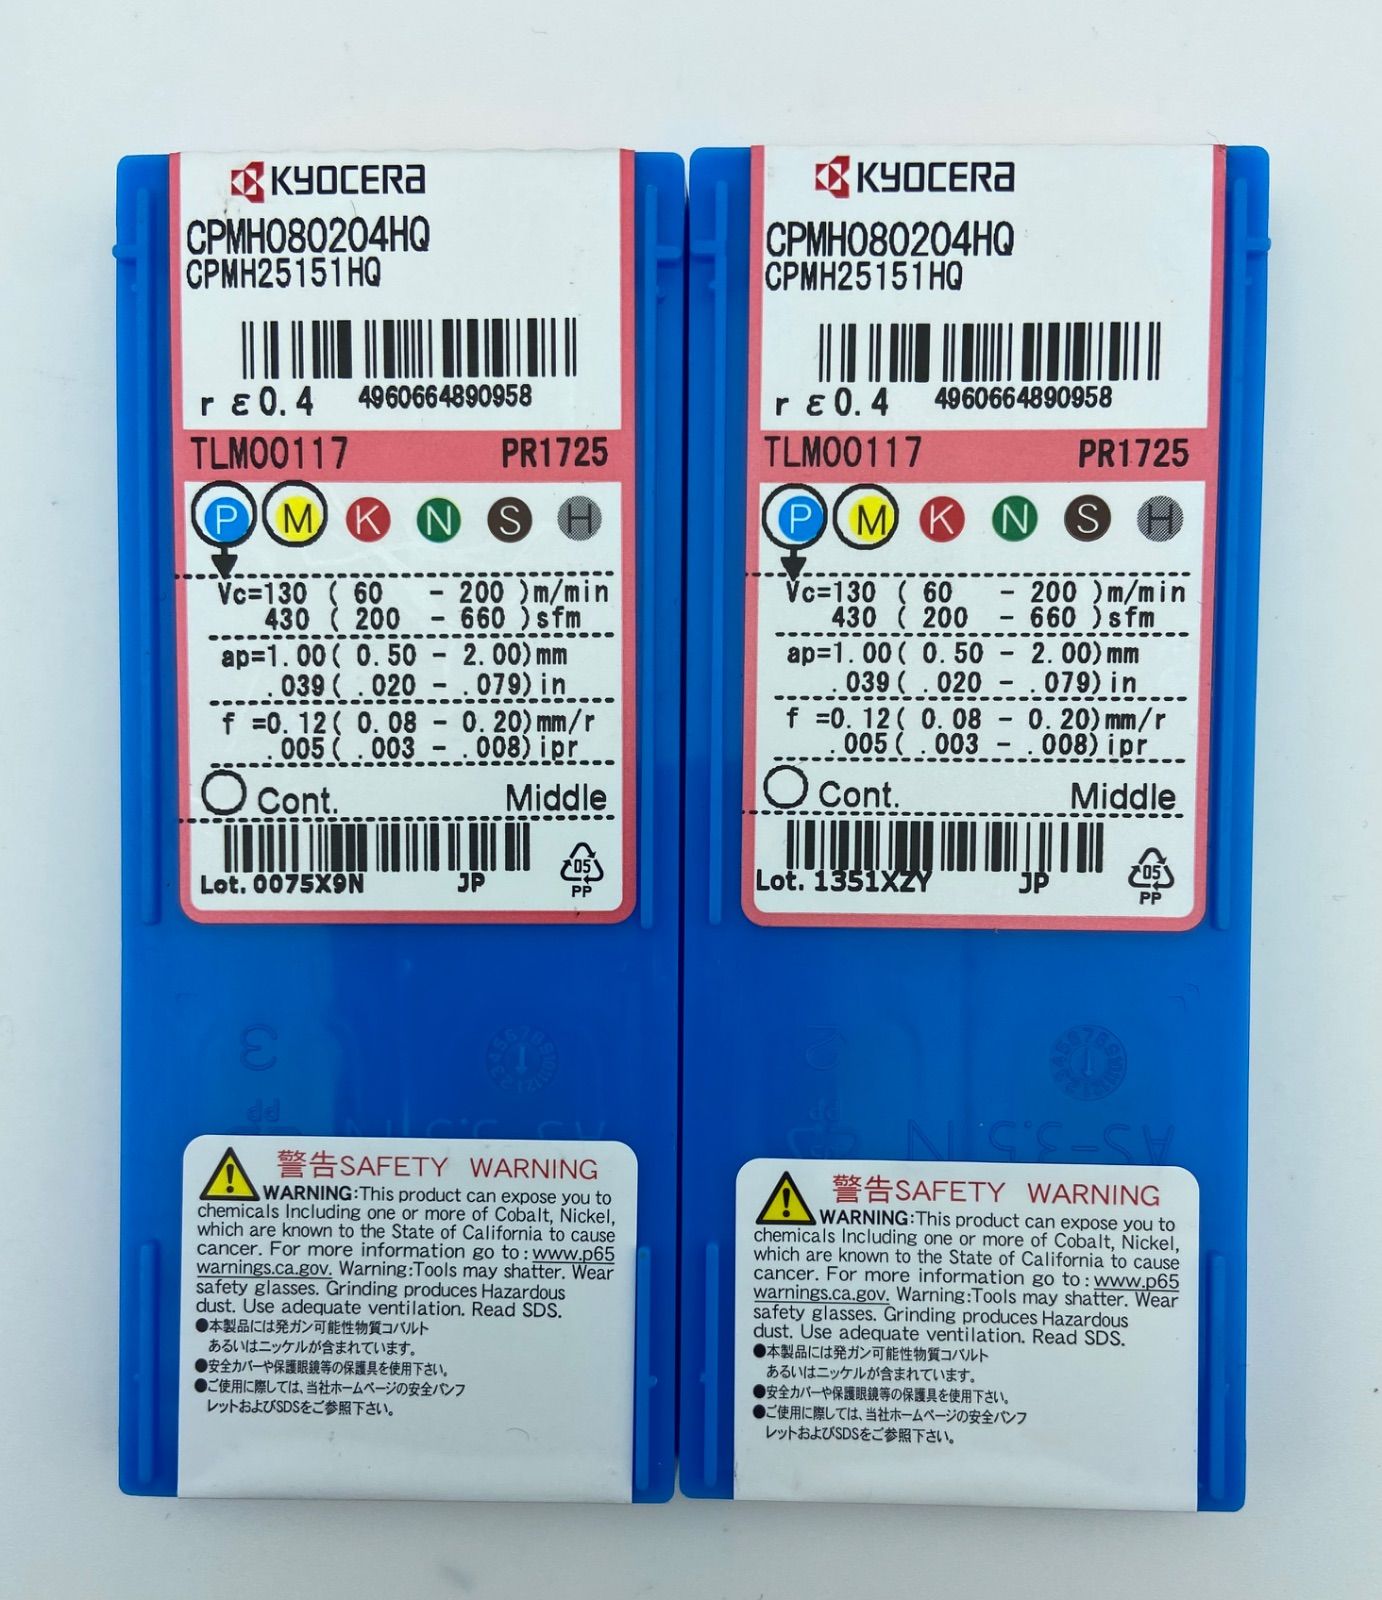 KYOCERA
CPMH080204HQ
CPMH25151HQ
rε0.4 4960664890958
TLM00117 PR1725
P M K N S H
Vc=130 ( 60 - 200 )m/min
430 ( 200 - 660 )sfm
ap=1.00( 0.50 - 2.00)mm
.039( .020 - .079)in
f =0.12( 0.08 - 0.20)mm/r
.005( .003 - .008)ipr
Cont. Middle
Lot. 0075X9N JP
05
PP
3
PP
警告SAFETY WARNING
WARNING:This product can expose you to
chemicals Including one or more of Cobalt, Nickel,
which are known to the State of California to cause
cancer. For more information go to:www.p65
warnings.ca.gov. Warning:Tools may shatter. Wear
safety glasses. Grinding produces Hazardous
dust. Use adequate ventilation. Read SDS.
●本製品には発ガン可能性物質コバルト
あるいはニッケルが含まれています。
●安全カバーや保護眼鏡等の保護具を使用下さい。
●ご使用に際しては、当社ホームページの安全パンフ
レットおよびSDSをご参照下さい。
KYOCERA
CPMH080204HQ
CPMH25151HQ
rε0.4 4960664890958
TLM00117 PR1725
P M K N S H
Vc=130 ( 60 - 200 )m/min
430 ( 200 - 660 )sfm
ap=1.00( 0.50 - 2.00)mm
.039( .020 - .079)in
f =0.12( 0.08 - 0.20)mm/r
.005( .003 - .008)ipr
Cont. Middle
Lot. 13S1XZY JP
05
PP
2
PP
AS-3.5 N
警告SAFETY WARNING
WARNING:This product can expose you to
chemicals Including one or more of Cobalt, Nickel,
which are known to the State of California to cause
cancer. For more information go to:www.p65
warnings.ca.gov. Warning:Tools may shatter. Wear
safety glasses. Grinding produces Hazardous
dust. Use adequate ventilation. Read SDS.
●本製品には発ガン可能性物質コバルト
あるいはニッケルが含まれています。
●安全カバーや保護眼鏡等の保護具を使用下さい。
●ご使用に際しては、当社ホームページの安全パンフ
レットおよびSDSをご参照下さい。